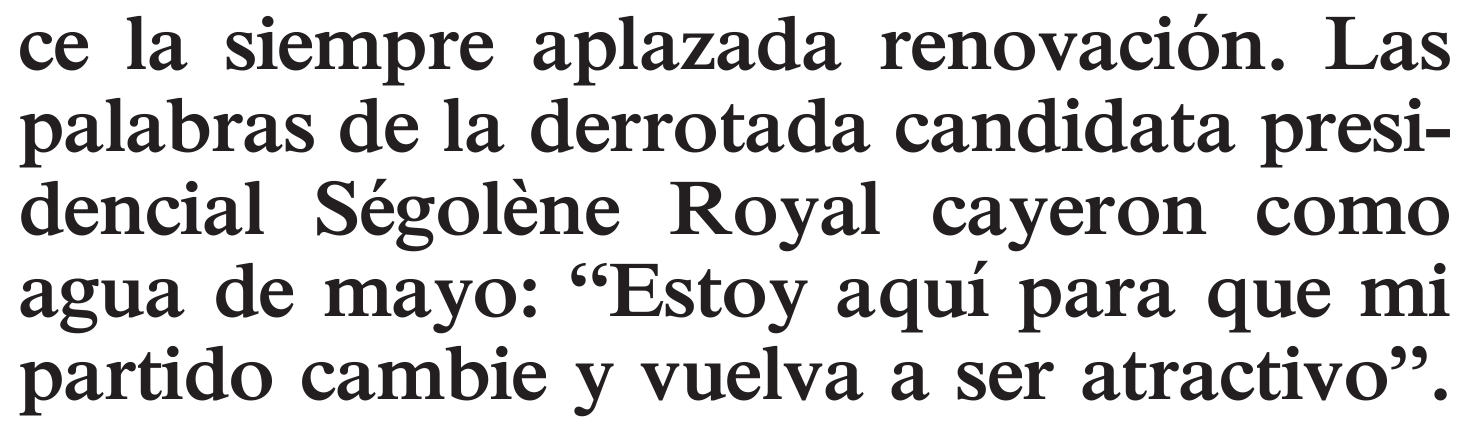 ce la siempre aplazada renovación. Las
palabras de la derrotada candidata presi-
dencial Ségolène Royal cayeron como
agua de mayo: “Estoy aquí para que mi
partido cambie y vuelva a ser atractivo”.